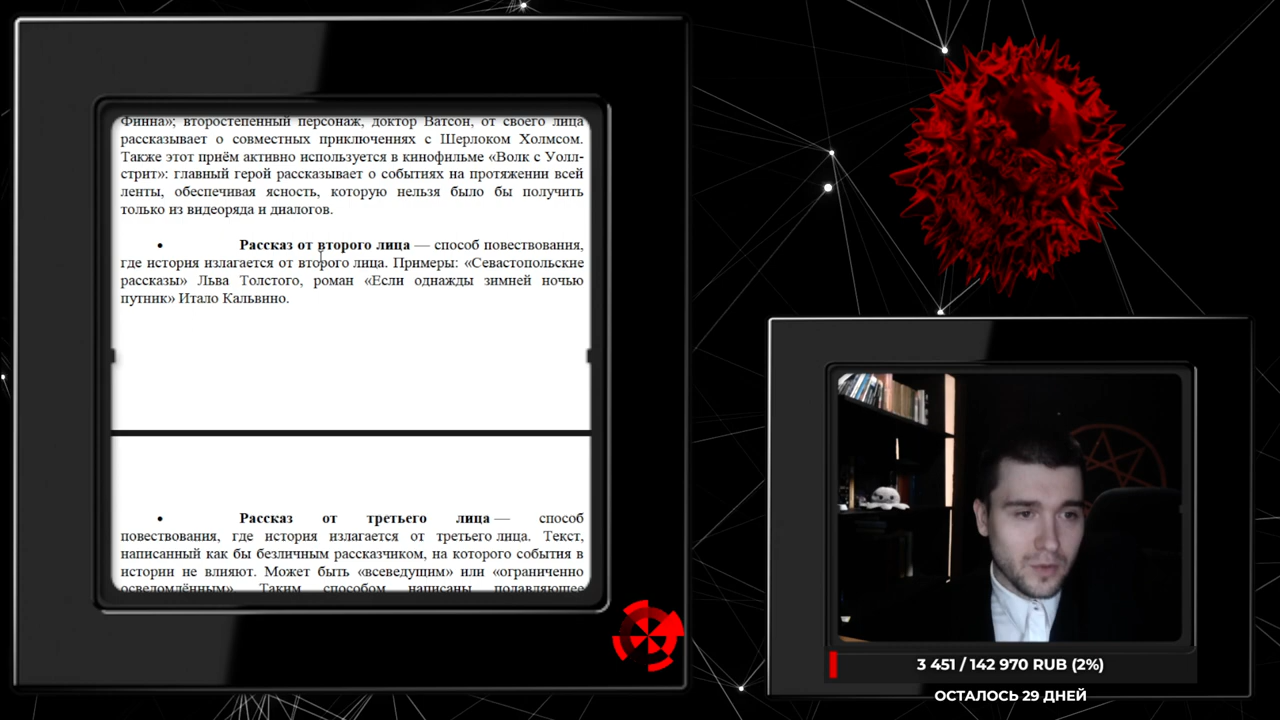 Финна»; второстепенный персонаж, доктор Ватсон, от своего лица
рассказывает о совместных приключениях с Шерлоком Холмсом.
Также этот приём активно используется в кинофильме «Волк с Уолл-
стрит»: главный герой рассказывает о событиях на протяжении всей
ленты, обеспечивая ясность, которую нельзя было бы получить
только из видеоряда и диалогов.
• Рассказ от второго лица — способ повествования,
где история излагается от второго лица. Примеры: «Севастопольские
рассказы» Льва Толстого, роман «Если однажды зимней ночью
путник» Итало Кальвино.
• Рассказ от третьего лица — способ
повествования, где история излагается от третьего лица. Текст,
написанный как бы безличным рассказчиком, на которого события в
истории не влияют. Может быть «всеведущим» или «ограниченно
осведомлённым». Таким способом написаны подавляющее
3 451 / 142 970 RUB (2%)
ОСТАЛОСЬ 29 ДНЕЙ